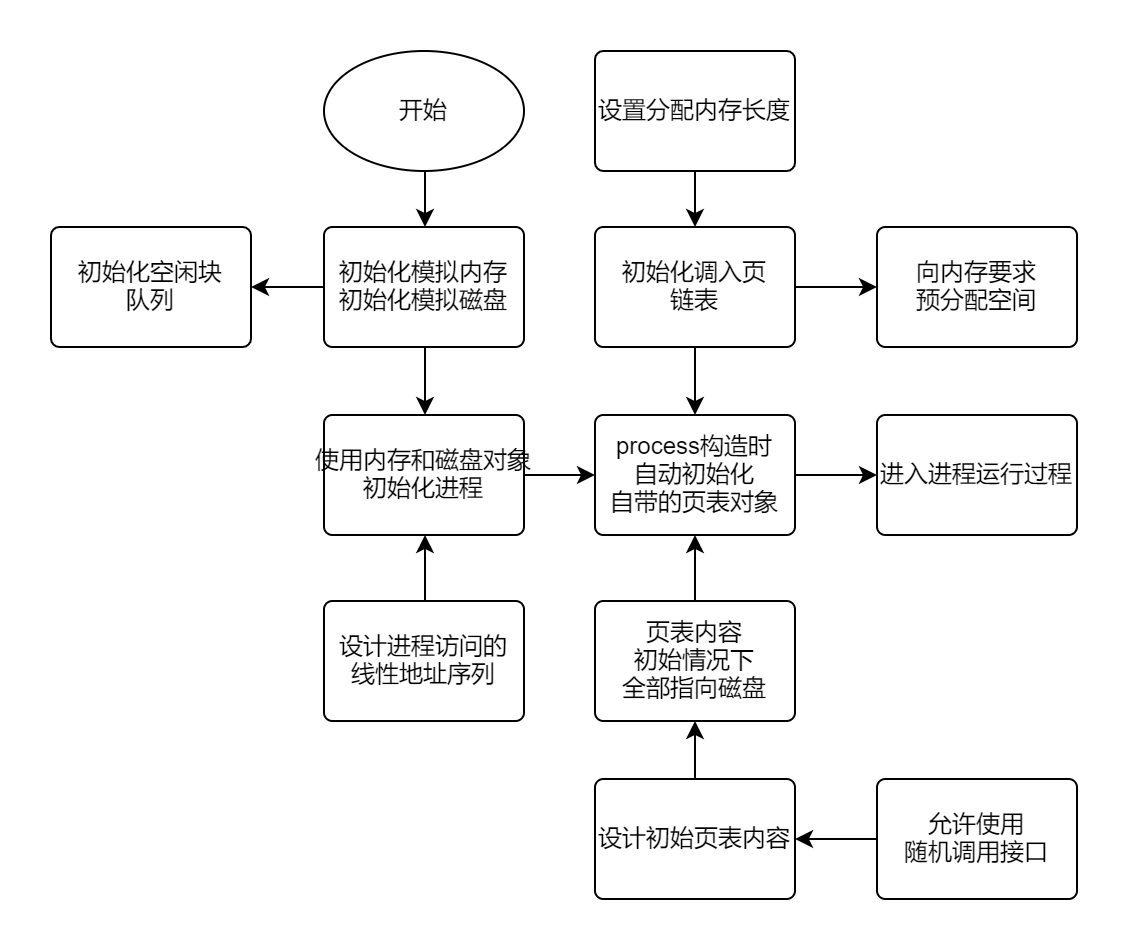 开始
设置分配内存长度
初始化空闲块
队列
初始化模拟内存
初始化模拟磁盘
初始化调入页
链表
向内存要求
预分配空间
使用内存和磁盘对象
初始化进程
process构造时
自动初始化
自带的页表对象
进入进程运行过程
设计进程访问的
线性地址序列
页表内容
初始情况下
全部指向磁盘
设计初始页表内容
允许使用
随机调用接口